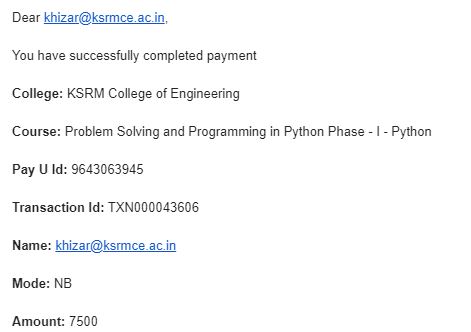 Dear khizar@ksrmce.ac.in,
You have successfully completed payment
College: KSRM College of Engineering
Course: Problem Solving and Programming in Python Phase - I - Python
Pay U Id: 9643063945
Transaction Id: TXN000043606
Name: khizar@ksrmce.ac.in
Mode: NB
Amount: 7500